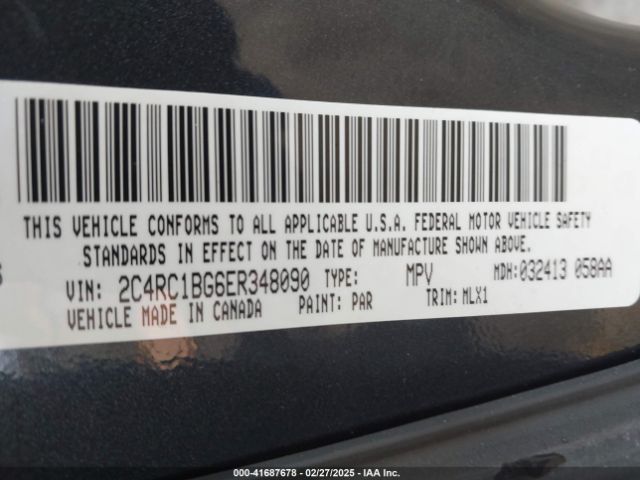 THIS VEHICLE CONFORMS TO ALL APPLICABLE U.S.A. FEDERAL MOTOR VEHICLE SAFETY
STANDARDS IN EFFECT ON THE DATE OF MANUFACTURE SHOWN ABOVE.
VIN: 2C4RC1BG6ER348090 TYPE: MPV MDH:032413 058AA
VEHICLE MADE IN CANADA PAINT: PAR TRIM: MLX1
000-41687678 - 02/27/2025 - IAA Inc.